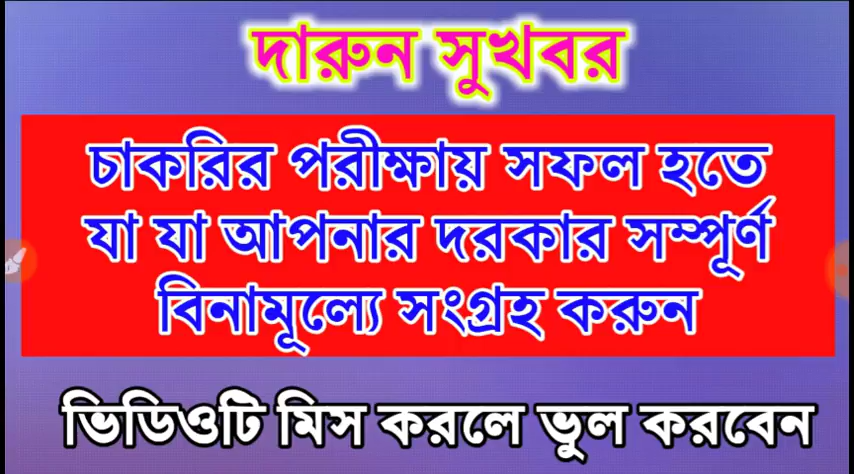 দারুন সুখবর
চাকরির পরীক্ষায় সফল হতে
যা যা আপনার দরকার সম্পূর্ণ
বিনামূল্যে সংগ্রহ করুন
ভিডিওটি মিস করলে ভুল করবেন